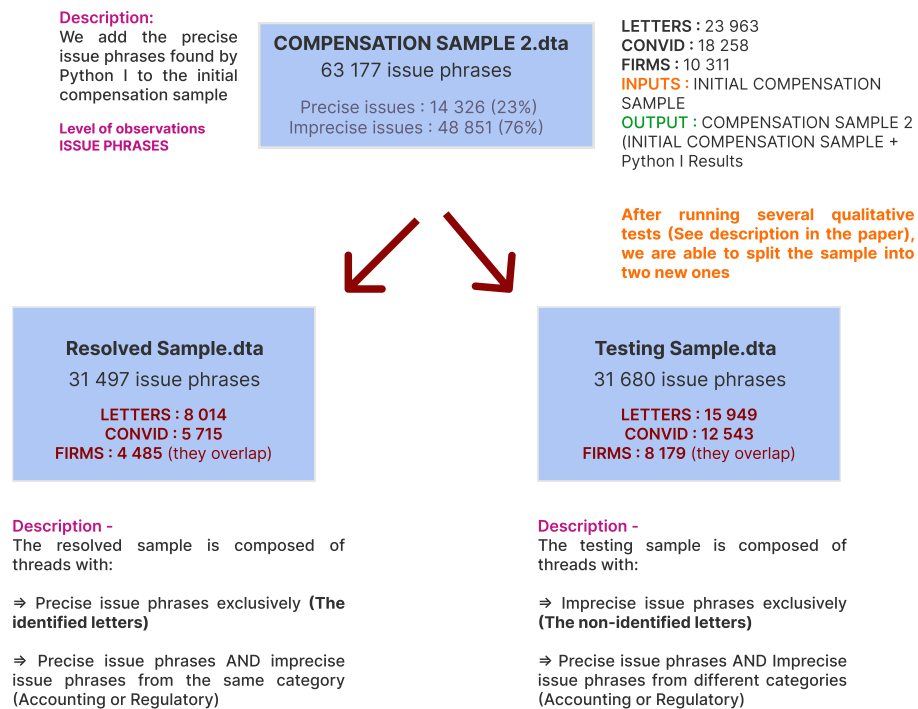 Description:
We add the precise
issue phrases found by
Python I to the initial
compensation sample
Level of observations
ISSUE PHRASES
COMPENSATION SAMPLE 2.dta
63 177 issue phrases
Precise issues : 14 326 (23%)
Imprecise issues : 48 851 (76%)
LETTERS : 23 963
CONVID : 18 258
FIRMS : 10 311
INPUTS : INITIAL COMPENSATION
SAMPLE
OUTPUT : COMPENSATION SAMPLE 2
(INITIAL COMPENSATION SAMPLE +
Python I Results
After running several qualitative
tests (See description in the paper),
we are able to split the sample into
two new ones
Resolved Sample.dta
31 497 issue phrases
LETTERS : 8 014
CONVID : 5 715
FIRMS : 4 485 (they overlap)
Testing Sample.dta
31 680 issue phrases
LETTERS : 15 949
CONVID : 12 543
FIRMS : 8 179 (they overlap)
Description -
The resolved sample is composed of
threads with:
⇒ Precise issue phrases exclusively (The
identified letters)
⇒ Precise issue phrases AND imprecise
issue phrases from the same category
(Accounting or Regulatory)
Description -
The testing sample is composed of
threads with:
⇒ Imprecise issue phrases exclusively
(The non-identified letters)
⇒ Precise issue phrases AND Imprecise
issue phrases from different categories
(Accounting or Regulatory)